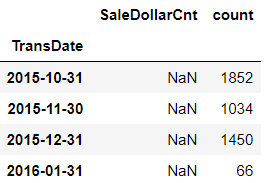 SaleDollarCnt count
TransDate
2015-10-31 NaN 1852
2015-11-30 NaN 1034
2015-12-31 NaN 1450
2016-01-31 NaN 66